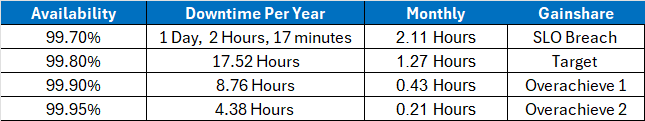 Availability Downtime Per Year Monthly Gainshare
99.70% 1 Day, 2 Hours, 17 minutes 2.11 Hours SLO Breach
99.80% 17.52 Hours 1.27 Hours Target
99.90% 8.76 Hours 0.43 Hours Overachieve 1
99.95% 4.38 Hours 0.21 Hours Overachieve 2